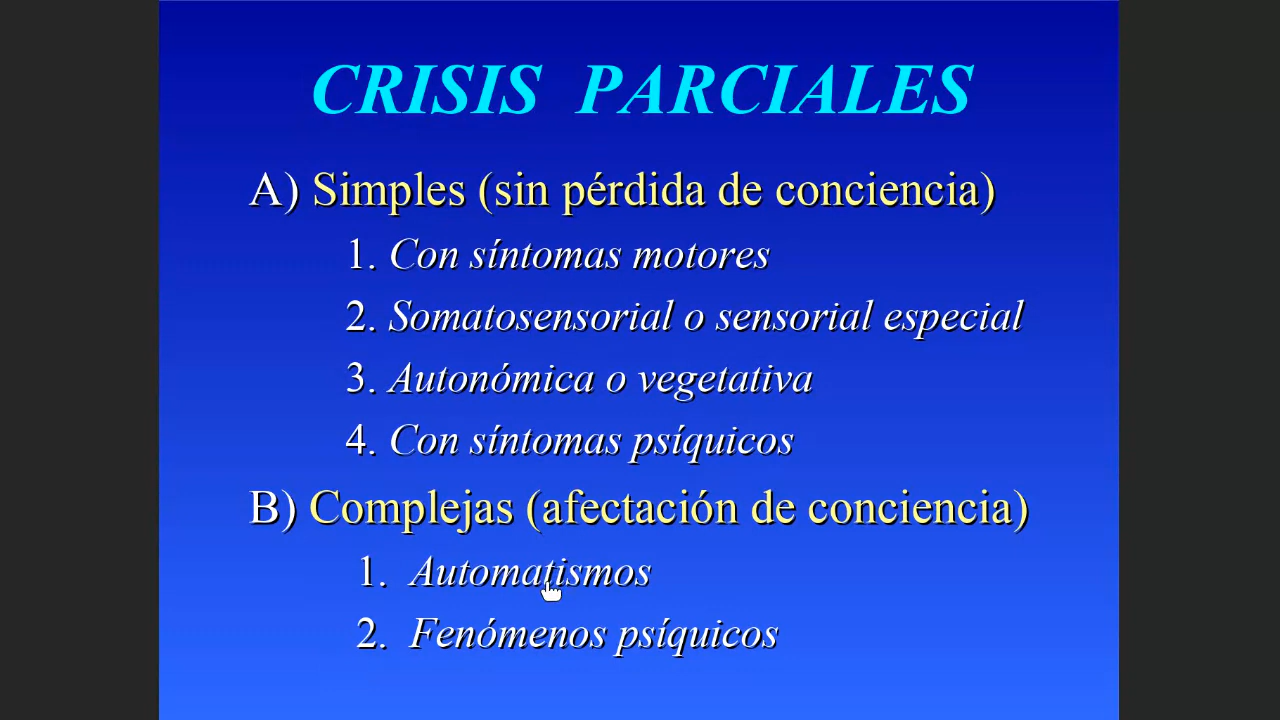 CRISIS PARCIALES
A) Simples (sin pérdida de conciencia)
1. Con síntomas motores
2. Somatosensorial o sensorial especial
3. Autonómica o vegetativa
4. Con síntomas psíquicos
B) Complejas (afectación de conciencia)
1. Automatismos
2. Fenómenos psíquicos